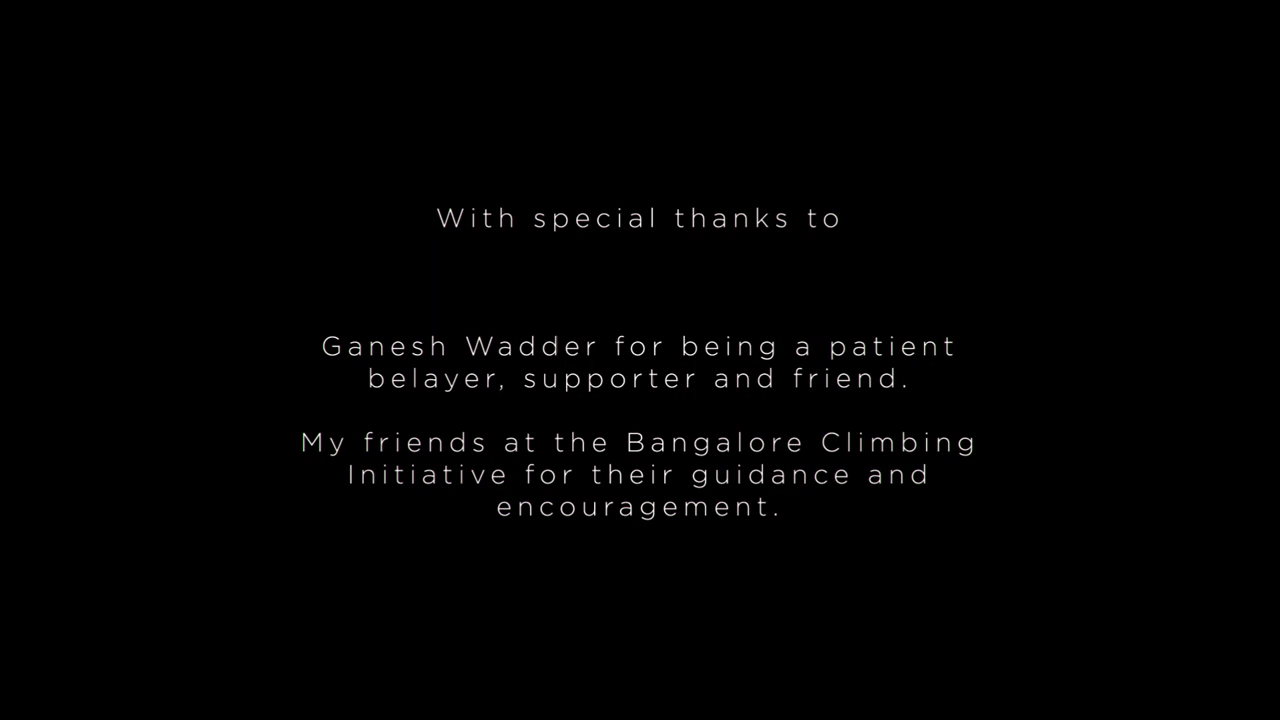 With special thanks to
Ganesh Wadder for being a patient
belayer, supporter and friend.
My friends at the Bangalore Climbing
Initiative for their guidance and
encouragement.